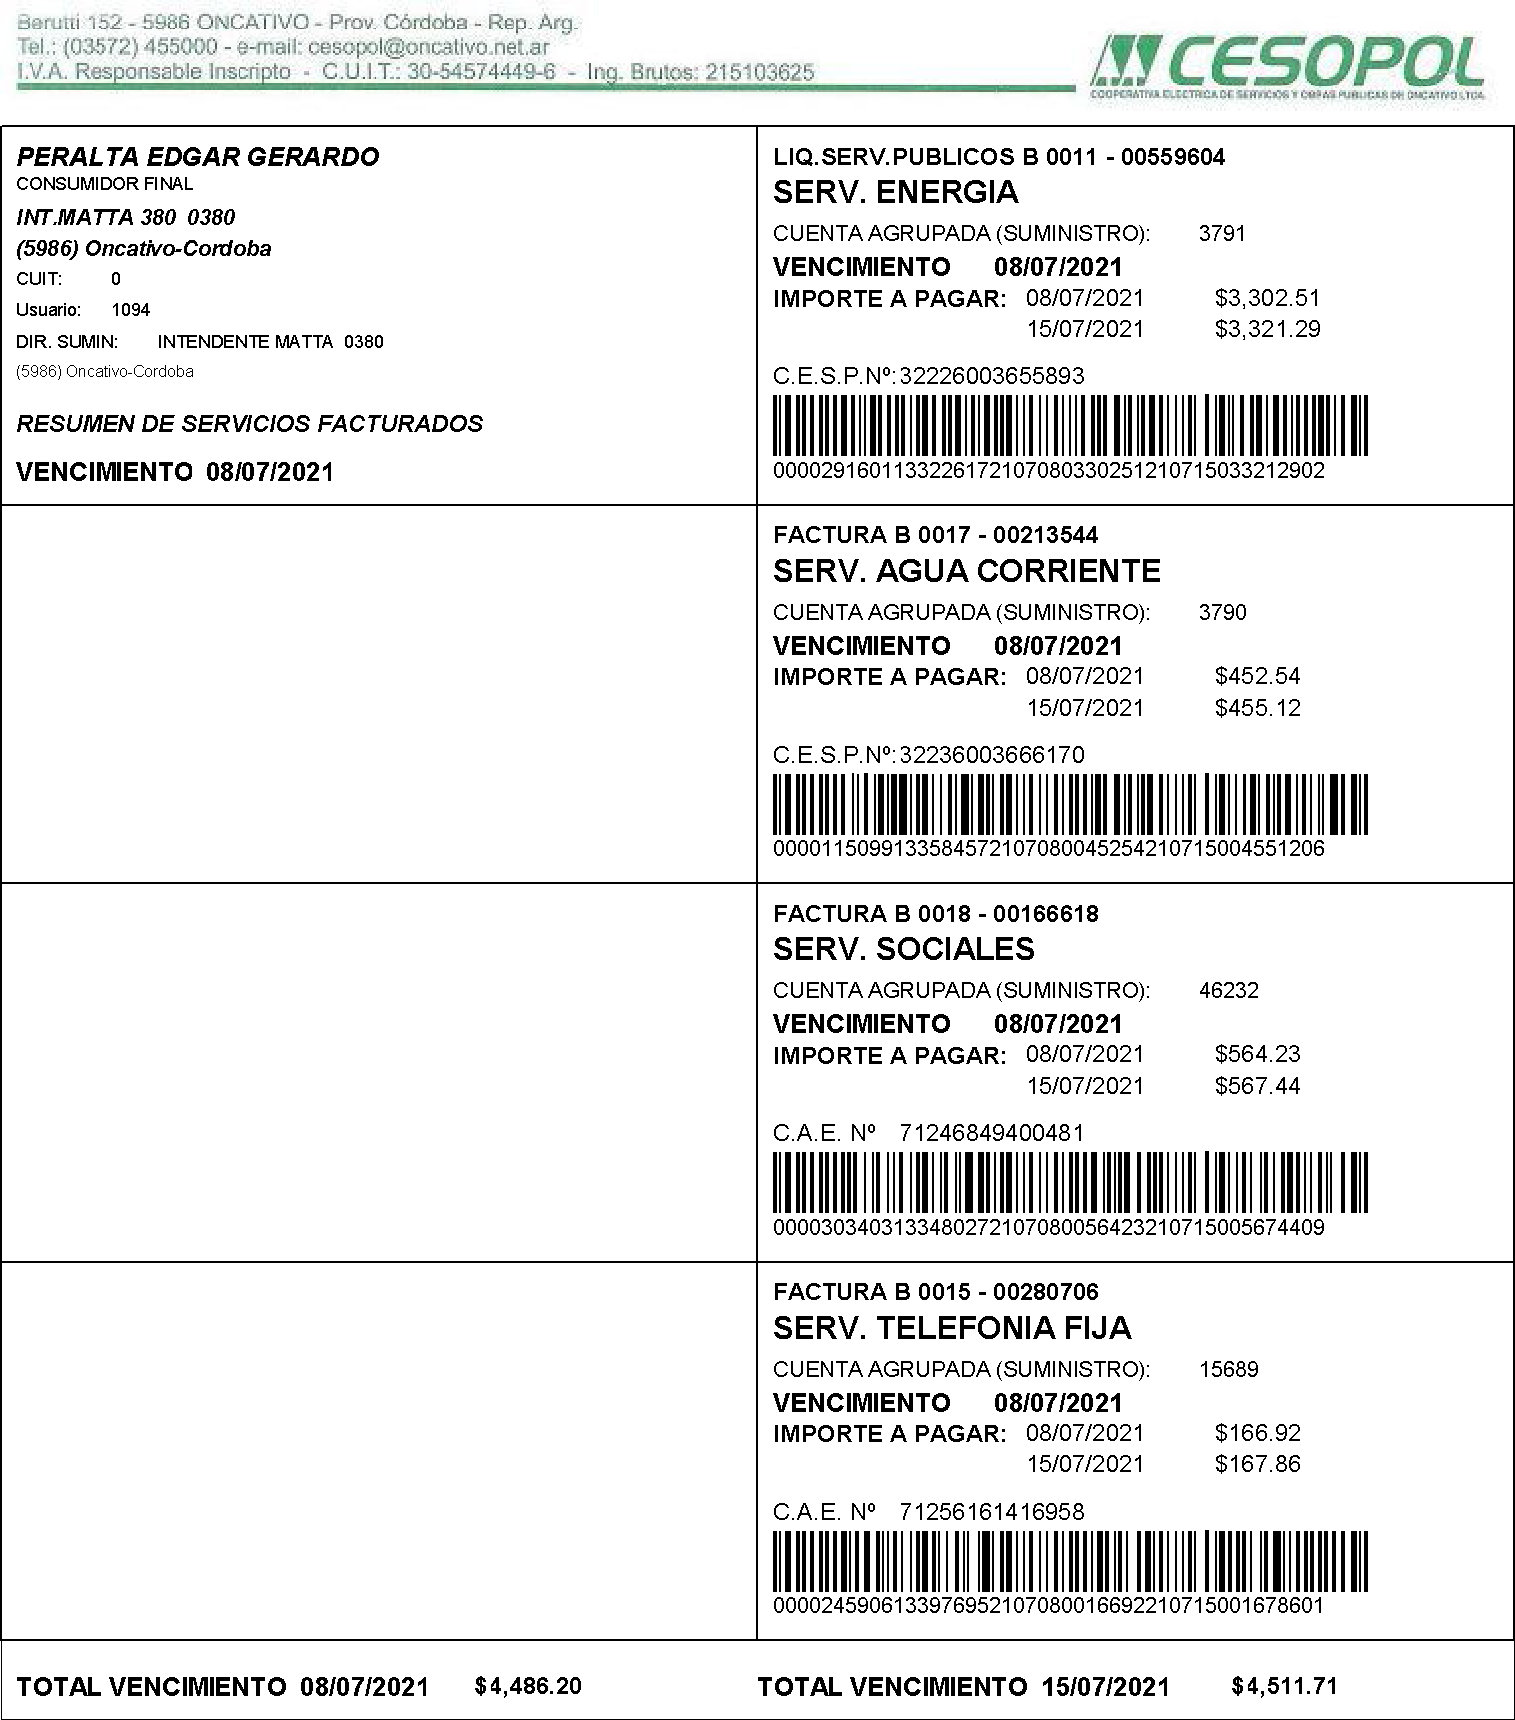 Berutti 152 - 5986 ONCATIVO - Prov. Córdoba - Rep. Arg.
Tel.: (03572) 455000 - e-mail: cesopol@oncativo.net.ar
I.V.A. Responsable Inscripto - C.U.I.T.: 30-54574449-6 - Ing. Brutos: 215103625
CESOPOL
COOPERATIVA ELECTRICA DE SERVICIOS Y OBRAS PUBLICAS DE ONCATIVO LTDA.
PERALTA EDGAR GERARDO
CONSUMIDOR FINAL
INT.MATTA 380 0380
(5986) Oncativo-Cordoba
CUIT: 0
Usuario: 1094
DIR. SUMIN: INTENDENTE MATTA 0380
(5986) Oncativo-Cordoba
RESUMEN DE SERVICIOS FACTURADOS
VENCIMIENTO 08/07/2021
LIQ.SERV.PUBLICOS B 0011 - 00559604
SERV. ENERGIA
CUENTA AGRUPADA (SUMINISTRO): 3791
VENCIMIENTO 08/07/2021
IMPORTE A PAGAR: 08/07/2021 $3,302.51
15/07/2021 $3,321.29
C.E.S.P.Nº: 32226003655893
0000291601133226172107080330251210715033212902
FACTURA B 0017 - 00213544
SERV. AGUA CORRIENTE
CUENTA AGRUPADA (SUMINISTRO): 3790
VENCIMIENTO 08/07/2021
IMPORTE A PAGAR: 08/07/2021 $452.54
15/07/2021 $455.12
C.E.S.P.Nº: 32236003666170
0000115099133584572107080045254210715004551206
FACTURA B 0018 - 00166618
SERV. SOCIALES
CUENTA AGRUPADA (SUMINISTRO): 46232
VENCIMIENTO 08/07/2021
IMPORTE A PAGAR: 08/07/2021 $564.23
15/07/2021 $567.44
C.A.E. Nº 71246849400481
0000303403133480272107080056423210715005674409
FACTURA B 0015 - 00280706
SERV. TELEFONIA FIJA
CUENTA AGRUPADA (SUMINISTRO): 15689
VENCIMIENTO 08/07/2021
IMPORTE A PAGAR: 08/07/2021 $166.92
15/07/2021 $167.86
C.A.E. Nº 71256161416958
0000245906133976952107080016692210715001678601
TOTAL VENCIMIENTO 08/07/2021 $4,486.20
TOTAL VENCIMIENTO 15/07/2021 $4,511.71